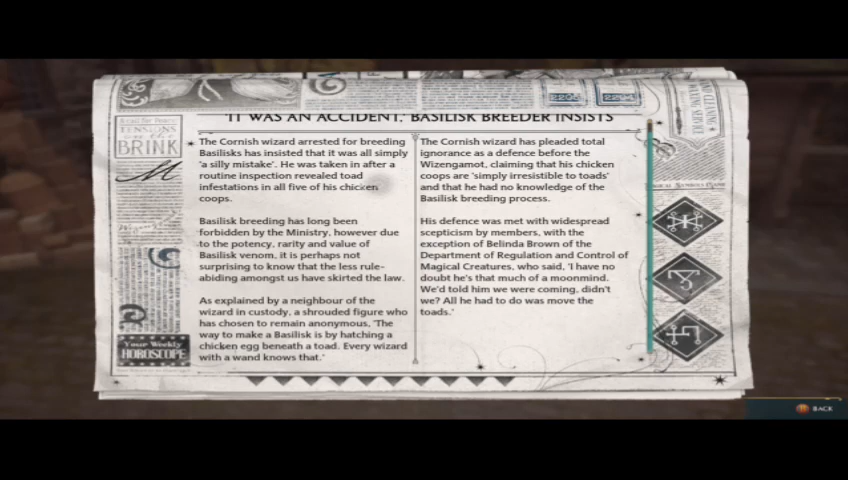 'IT WAS AN ACCIDENT,' BASILISK BREEDER INSISTS
TENSIONS
on the
BRINK
The Cornish wizard arrested for breeding
Basilisks has insisted that it was all simply
'a silly mistake'. He was taken in after a
routine inspection revealed toad
infestations in all five of his chicken
coops.
Basilisk breeding has long been
forbidden by the Ministry, however due
to the potency, rarity and value of
Basilisk venom, it is perhaps not
surprising to know that the less rule-
abiding amongst us have skirted the law.
As explained by a neighbour of the
wizard in custody, a shrouded figure who
has chosen to remain anonymous, 'The
way to make a Basilisk is by hatching a
chicken egg beneath a toad. Every wizard
with a wand knows that.'
The Cornish wizard has pleaded total
ignorance as a defence before the
Wizengamot, claiming that his chicken
coops are 'simply irresistible to toads'
and that he had no knowledge of the
Basilisk breeding process.
His defence was met with widespread
scepticism by members, with the
exception of Belinda Brown of the
Department of Regulation and Control of
Magical Creatures, who said, 'I have no
doubt he's that much of a moonmind.
We'd told him we were coming, didn't
we? All he had to do was move the
toads.'
Your Weekly
HOROSCOPE
BACK